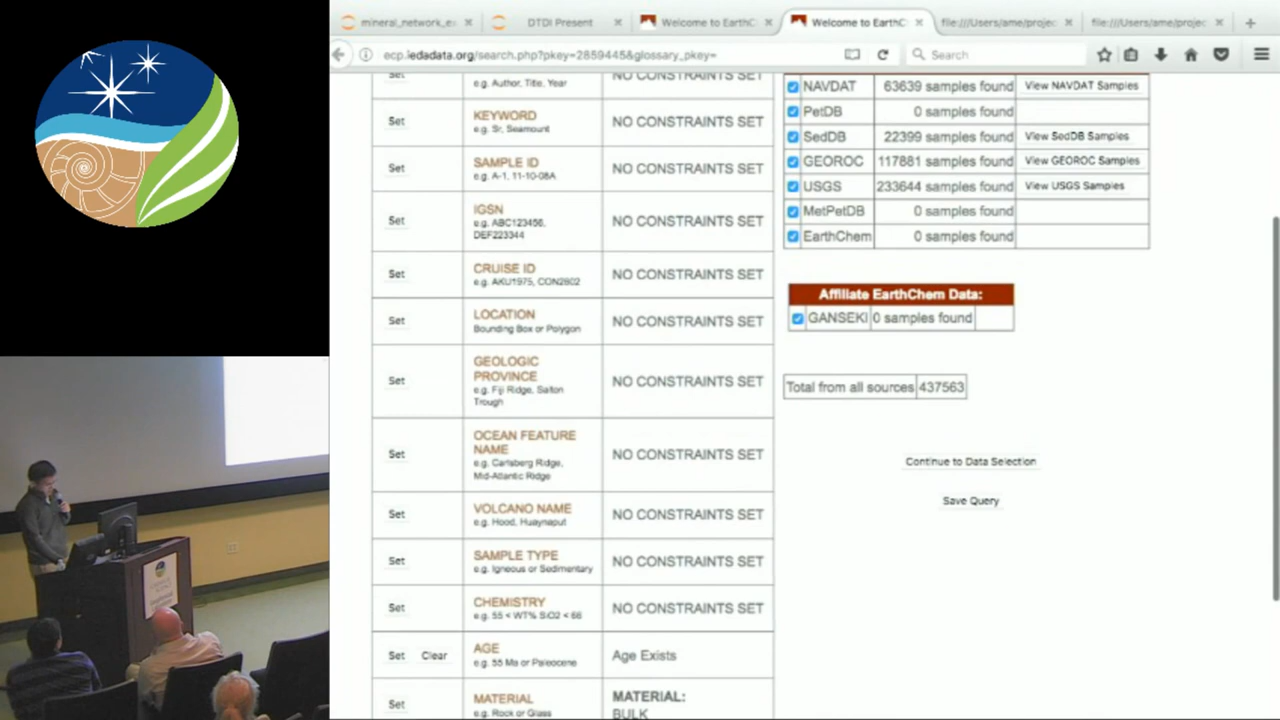 mineral_network_e
DTDI Present
Welcome to EarthC
Welcome to EarthC
file:///Users/ame/projec
file:///Users/ame/projec
ecp.iedadata.org/search.php?pkey=2859445&glossary_pkey=
Search
Set
e.g. Author, Title, Year
NO CONSTRAINTS SET
Set
KEYWORD
e.g. Sr, Seamount
NO CONSTRAINTS SET
Set
SAMPLE ID
e.g. A-1, 11-10-08A
NO CONSTRAINTS SET
Set
IGSN
e.g. ABC123456,
DEF223344
NO CONSTRAINTS SET
Set
CRUISE ID
e.g. AKU1975, CON2802
NO CONSTRAINTS SET
Set
LOCATION
Bounding Box or Polygon
NO CONSTRAINTS SET
Set
GEOLOGIC
PROVINCE
e.g. Fiji Ridge, Salton
Trough
NO CONSTRAINTS SET
Set
OCEAN FEATURE
NAME
e.g. Carlsberg Ridge,
Mid-Atlantic Ridge
NO CONSTRAINTS SET
Set
VOLCANO NAME
e.g. Hood, Huaynaput
NO CONSTRAINTS SET
Set
SAMPLE TYPE
e.g. Igneous or Sedimentary
NO CONSTRAINTS SET
Set
CHEMISTRY
e.g. 55 < WT% SiO2 < 66
NO CONSTRAINTS SET
Set Clear
AGE
e.g. 55 Ma or Paleocene
Age Exists
Set
MATERIAL
e.g. Rock or Glass
MATERIAL:
BULK
NAVDAT 63639 samples found View NAVDAT Samples
PetDB 0 samples found
SedDB 22399 samples found View SedDB Samples
GEOROC 117881 samples found View GEOROC Samples
USGS 233644 samples found View USGS Samples
MetPetDB 0 samples found
EarthChem 0 samples found
Affiliate EarthChem Data:
GANSEKI 0 samples found
Total from all sources 437563
Continue to Data Selection
Save Query